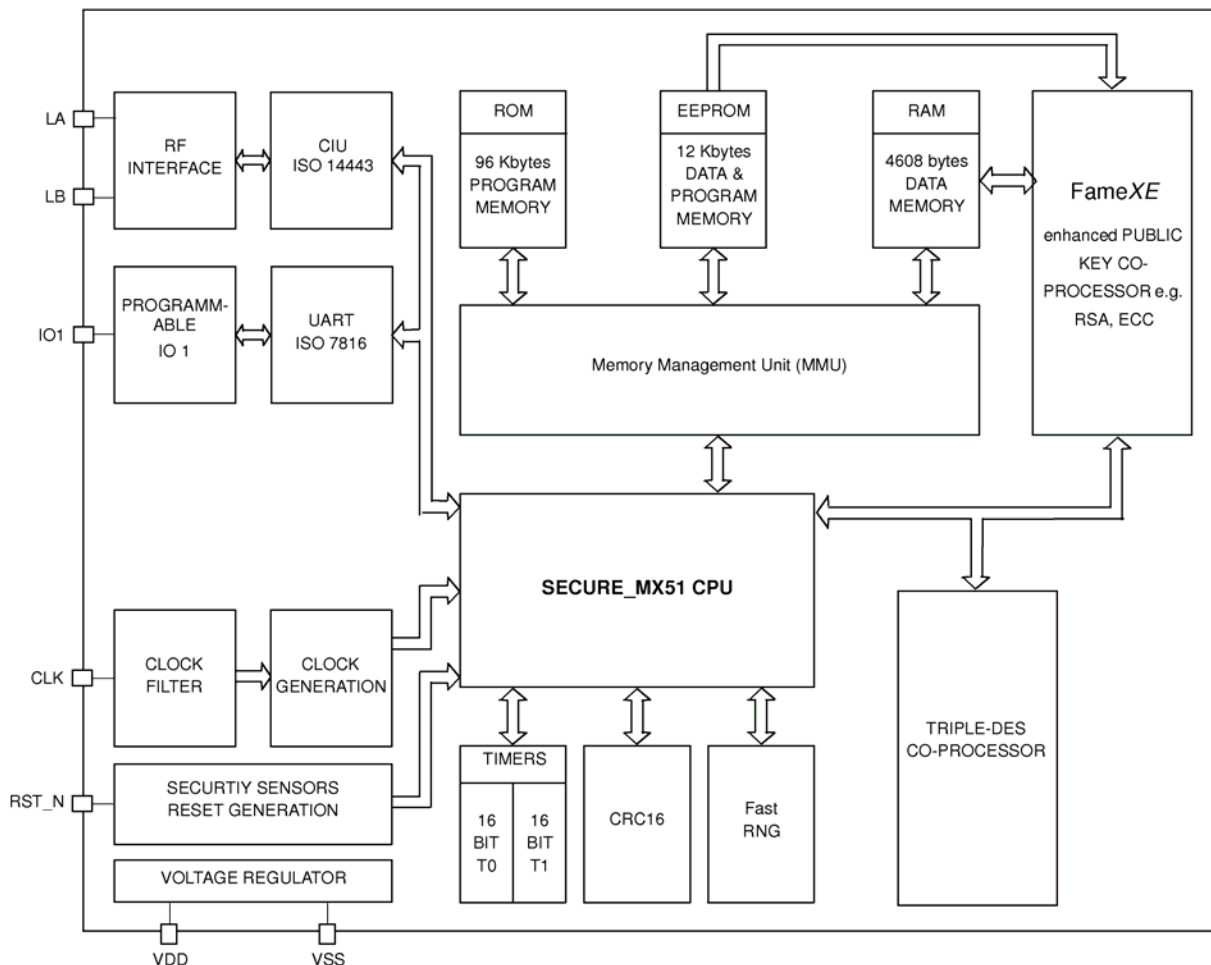 LA
LB
RF
INTERFACE
CIU
ISO 14443
ROM
96 Kbytes
PROGRAM
MEMORY
EEPROM
12 Kbytes
DATA &
PROGRAM
MEMORY
RAM
4608 bytes
DATA
MEMORY
FameXE
enhanced PUBLIC
KEY CO-
PROCESSOR e.g.
RSA, ECC
IO1
PROGRAMM-
ABLE
IO 1
UART
ISO 7816
Memory Management Unit (MMU)
SECURE_MX51 CPU
CLK
CLOCK
FILTER
CLOCK
GENERATION
RST_N
SECURTIY SENSORS
RESET GENERATION
VOLTAGE REGULATOR
VDD
VSS
TIMERS
16
BIT
T0
16
BIT
T1
CRC16
Fast
RNG
TRIPLE-DES
CO-PROCESSOR